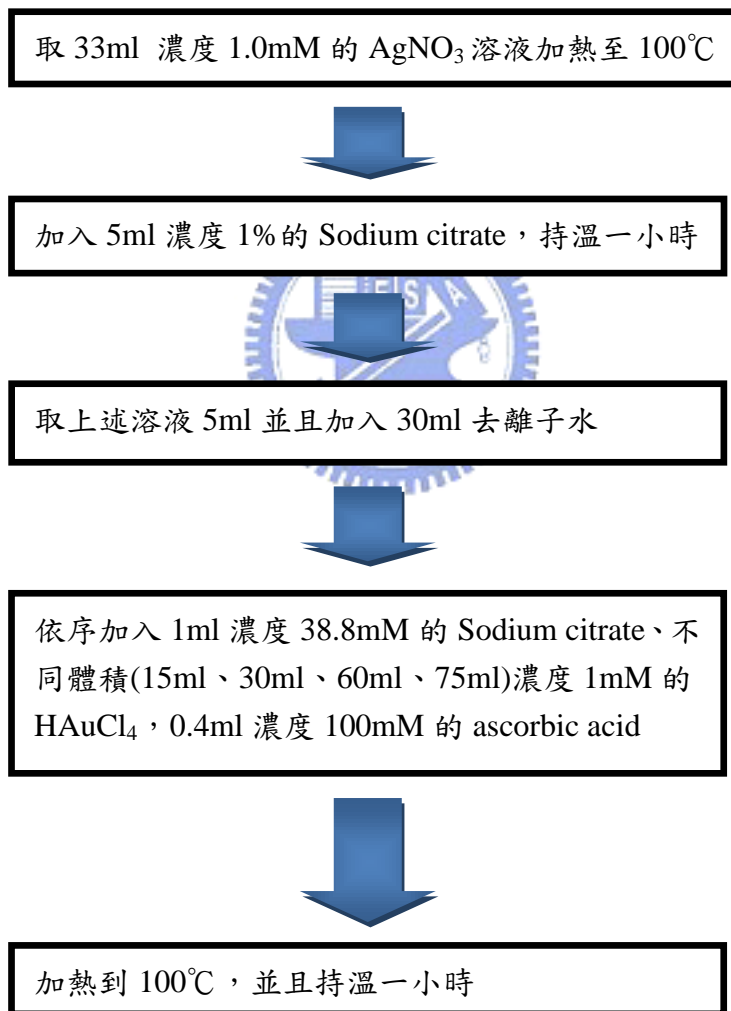 取 33ml 濃度 1.0mM 的 AgNO₃ 溶液加熱至 100℃
加入 5ml 濃度 1%的 Sodium citrate，持溫一小時
ESA
取上述溶液 5ml 並且加入 30ml 去離子水
依序加入 1ml 濃度 38.8mM 的 Sodium citrate、不
同體積(15ml、30ml、60ml、75ml)濃度 1mM 的
HAuCl₄，0.4ml 濃度 100mM 的 ascorbic acid
加熱到 100℃，並且持溫一小時